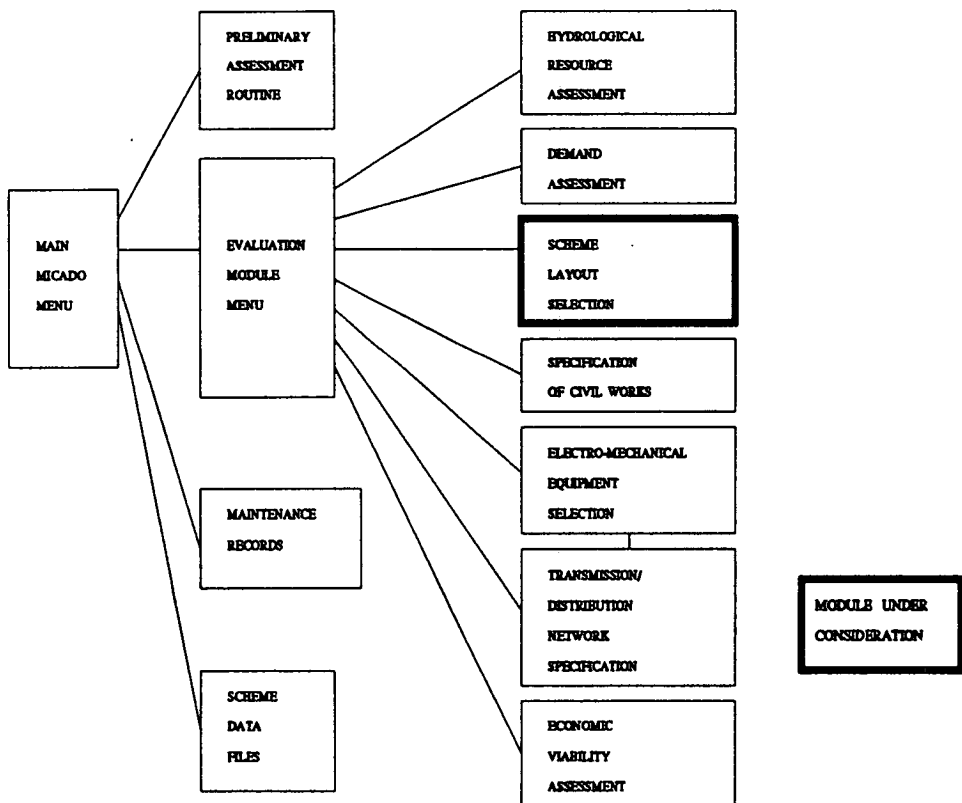 MAIN
MICADO
MENU
PRELIMINARY
ASSESSMENT
ROUTINE
EVALUATION
MODULE
MENU
MAINTENANCE
RECORDS
SCHEME
DATA
FILES
HYDROLOGICAL
RESOURCE
ASSESSMENT
DEMAND
ASSESSMENT
SCHEME
LAYOUT
SELECTION
SPECIFICATION
OF CIVIL WORKS
ELECTRO-MECHANICAL
EQUIPMENT
SELECTION
TRANSMISSION/
DISTRIBUTION
NETWORK
SPECIFICATION
ECONOMIC
VIABILITY
ASSESSMENT
MODULE UNDER
CONSIDERATION